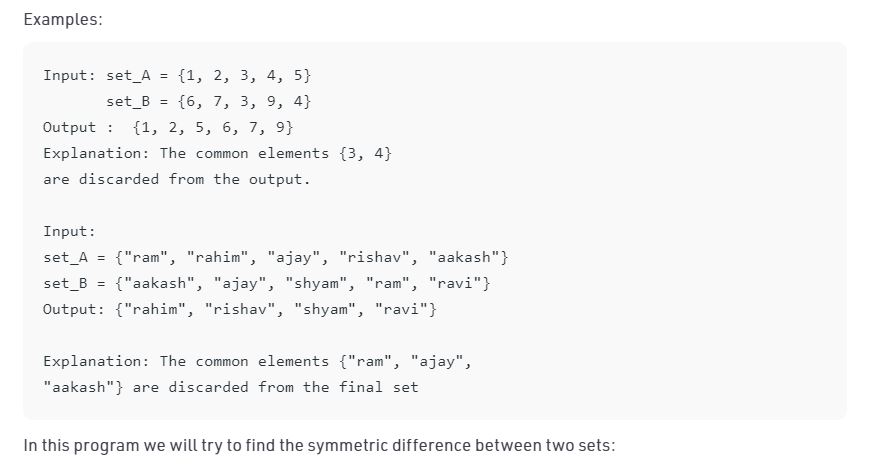 Examples:
Input: set_A = {1, 2, 3, 4, 5}
set_B = {6, 7, 3, 9, 4}
Output :  {1, 2, 5, 6, 7, 9}
Explanation: The common elements {3, 4}
are discarded from the output.
Input:
set_A = {"ram", "rahim", "ajay", "rishav", "aakash"}
set_B = {"aakash", "ajay", "shyam", "ram", "ravi"}
Output: {"rahim", "rishav", "shyam", "ravi"}
Explanation: The common elements {"ram", "ajay",
"aakash"} are discarded from the final set
In this program we will try to find the symmetric difference between two sets: